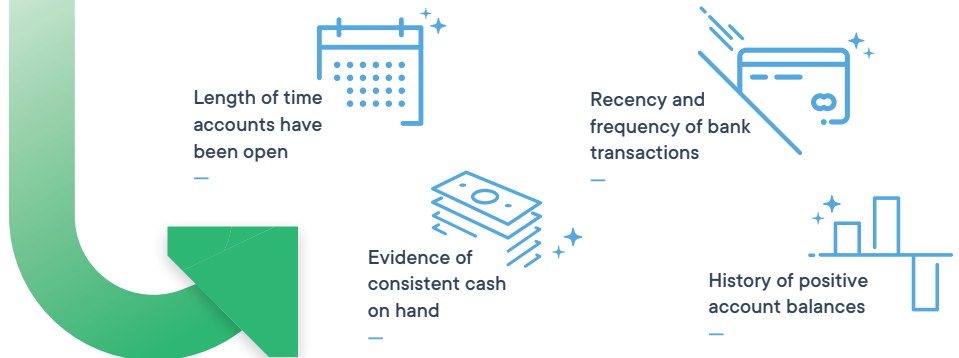 Length of time
accounts have
been open
Recency and
frequency of bank
transactions
Evidence of
consistent cash
on hand
History of positive
account balances